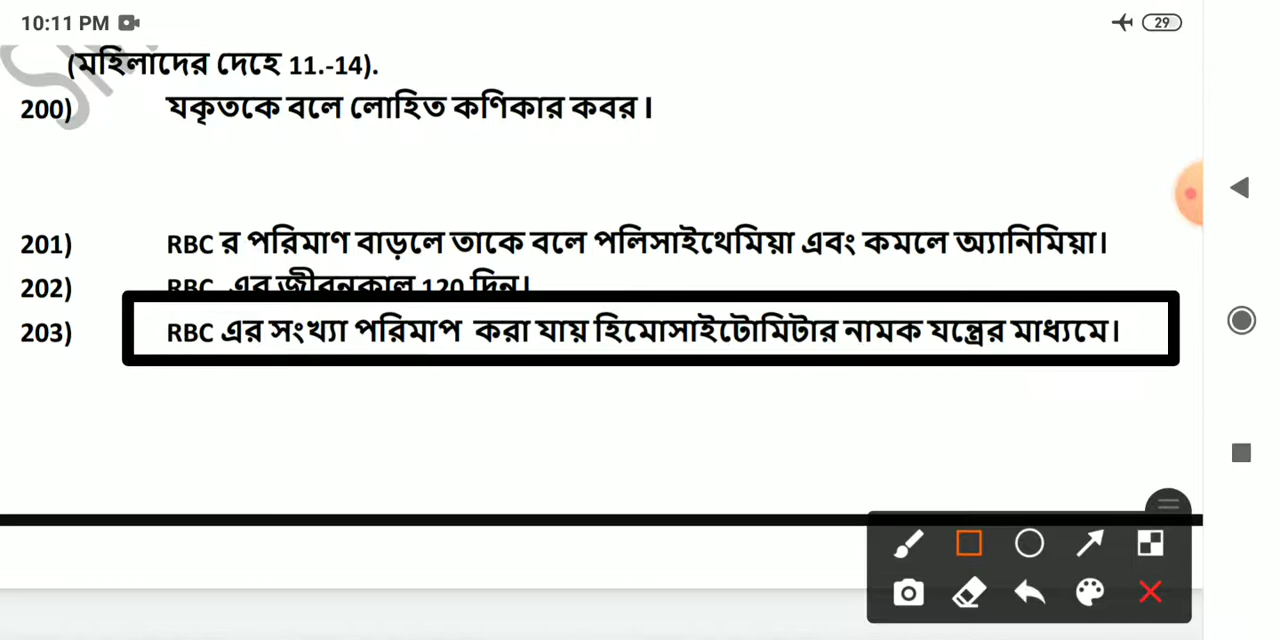 10:11 PM
29
(মহিলাদের দেহে 11.-14).
200) যকৃতকে বলে লোহিত কণিকার কবর।
201) RBC র পরিমাণ বাড়লে তাকে বলে পলিসাইথেমিয়া এবং কমলে অ্যানিমিয়া।
202) RBC এর জীবনকাল 120 দিন।
203) RBC এর সংখ্যা পরিমাপ করা যায় হিমোসাইটোমিটার নামক যন্ত্রের মাধ্যমে।